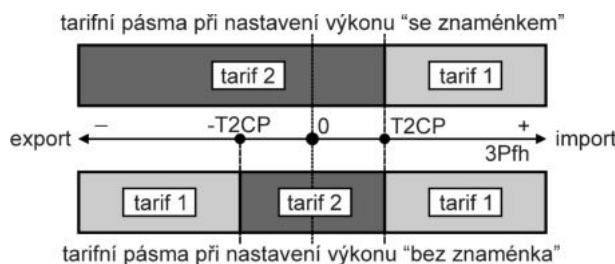 tarifní pásma při nastavení výkonu “se znaménkem”
tarif 2 tarif 1
− -T2CP 0 T2CP +
export import
3Pfh
tarif 1 tarif 2 tarif 1
tarifní pásma při nastavení výkonu “bez znaménka”